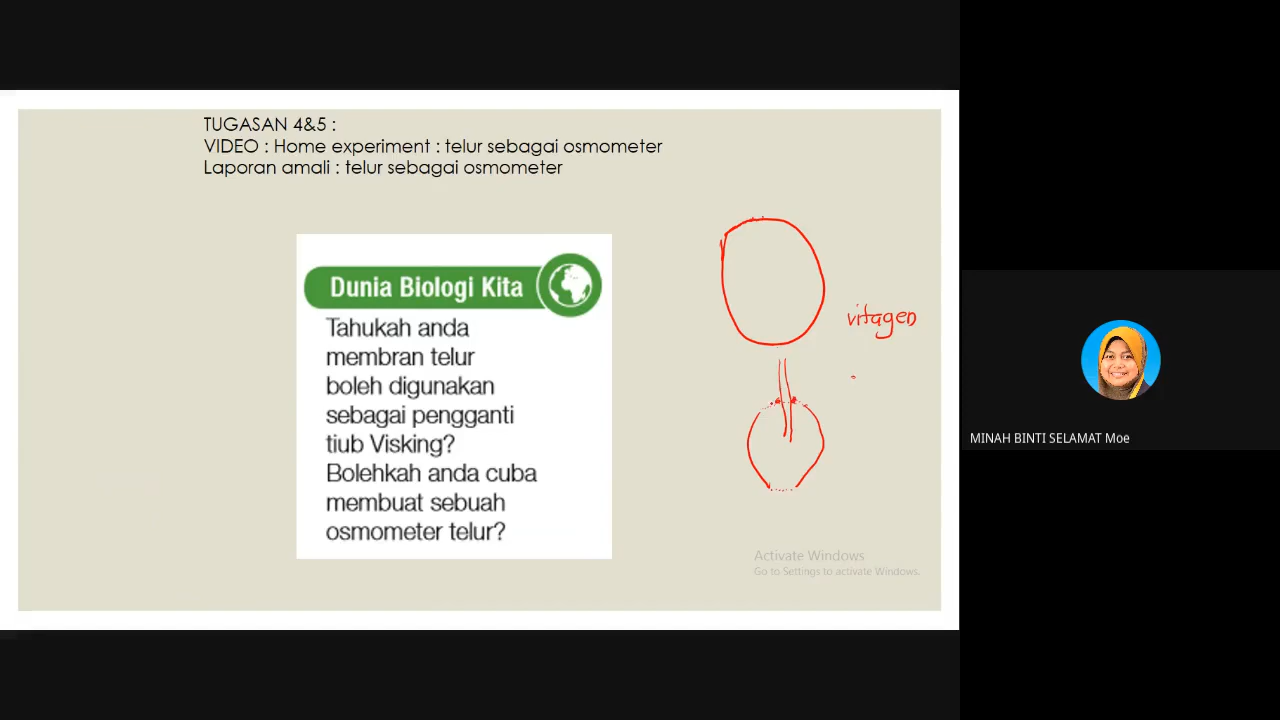 TUGASAN 4&5 :
VIDEO : Home experiment : telur sebagai osmometer
Laporan amali : telur sebagai osmometer
Dunia Biologi Kita
Tahukah anda
membran telur
boleh digunakan
sebagai pengganti
tiub Visking?
Bolehkah anda cuba
membuat sebuah
osmometer telur?
vitagen
Activate Windows
Go to Settings to activate Windows.
MINAH BINTI SELAMAT Moe